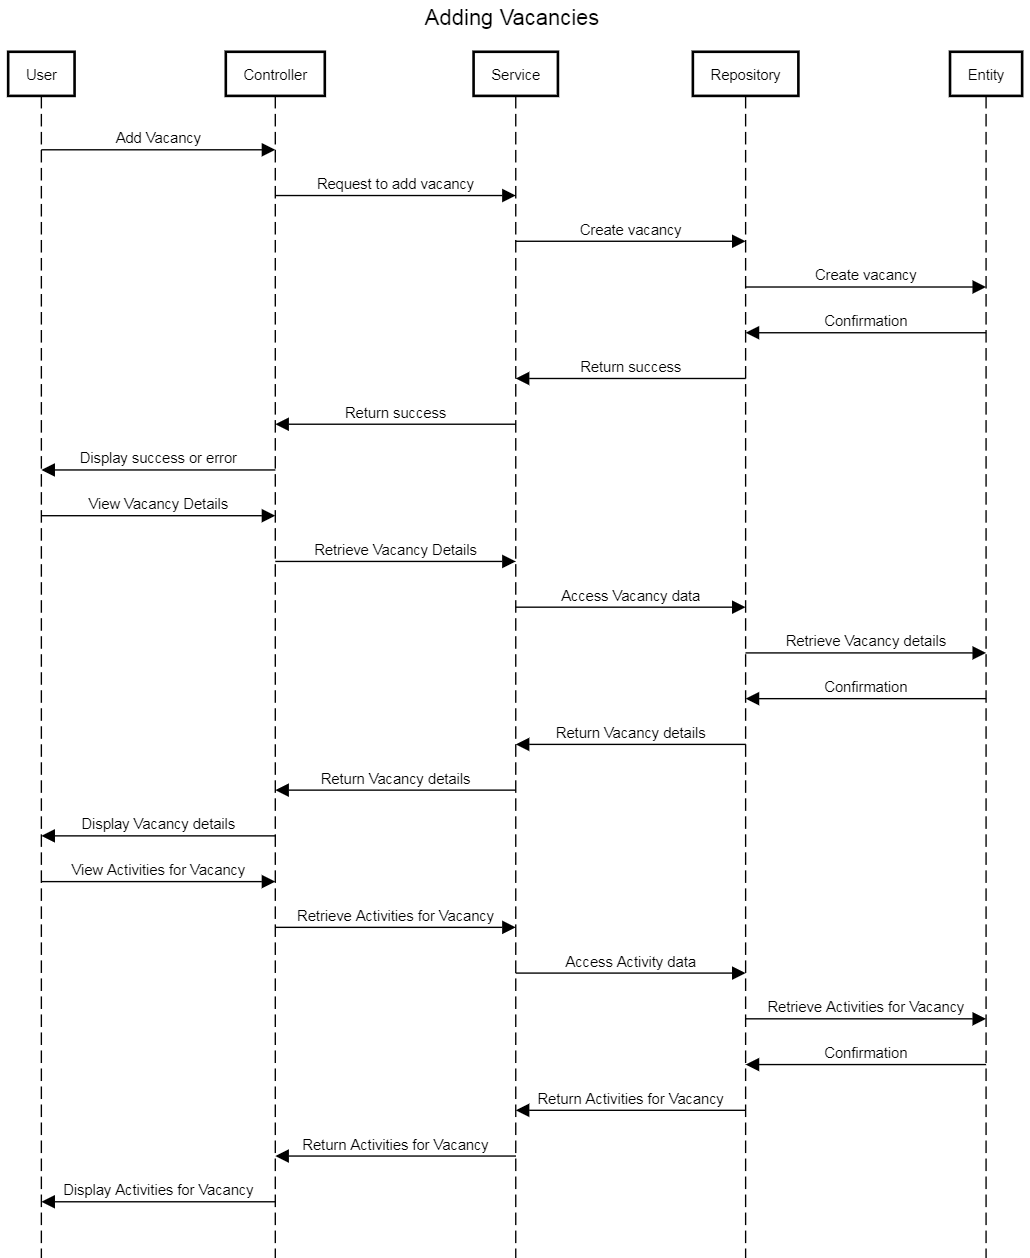 Adding Vacancies
User
Controller
Service
Repository
Entity
Add Vacancy
Request to add vacancy
Create vacancy
Create vacancy
Confirmation
Return success
Return success
Display success or error
View Vacancy Details
Retrieve Vacancy Details
Access Vacancy data
Retrieve Vacancy details
Confirmation
Return Vacancy details
Return Vacancy details
Display Vacancy details
View Activities for Vacancy
Retrieve Activities for Vacancy
Access Activity data
Retrieve Activities for Vacancy
Confirmation
Return Activities for Vacancy
Return Activities for Vacancy
Display Activities for Vacancy